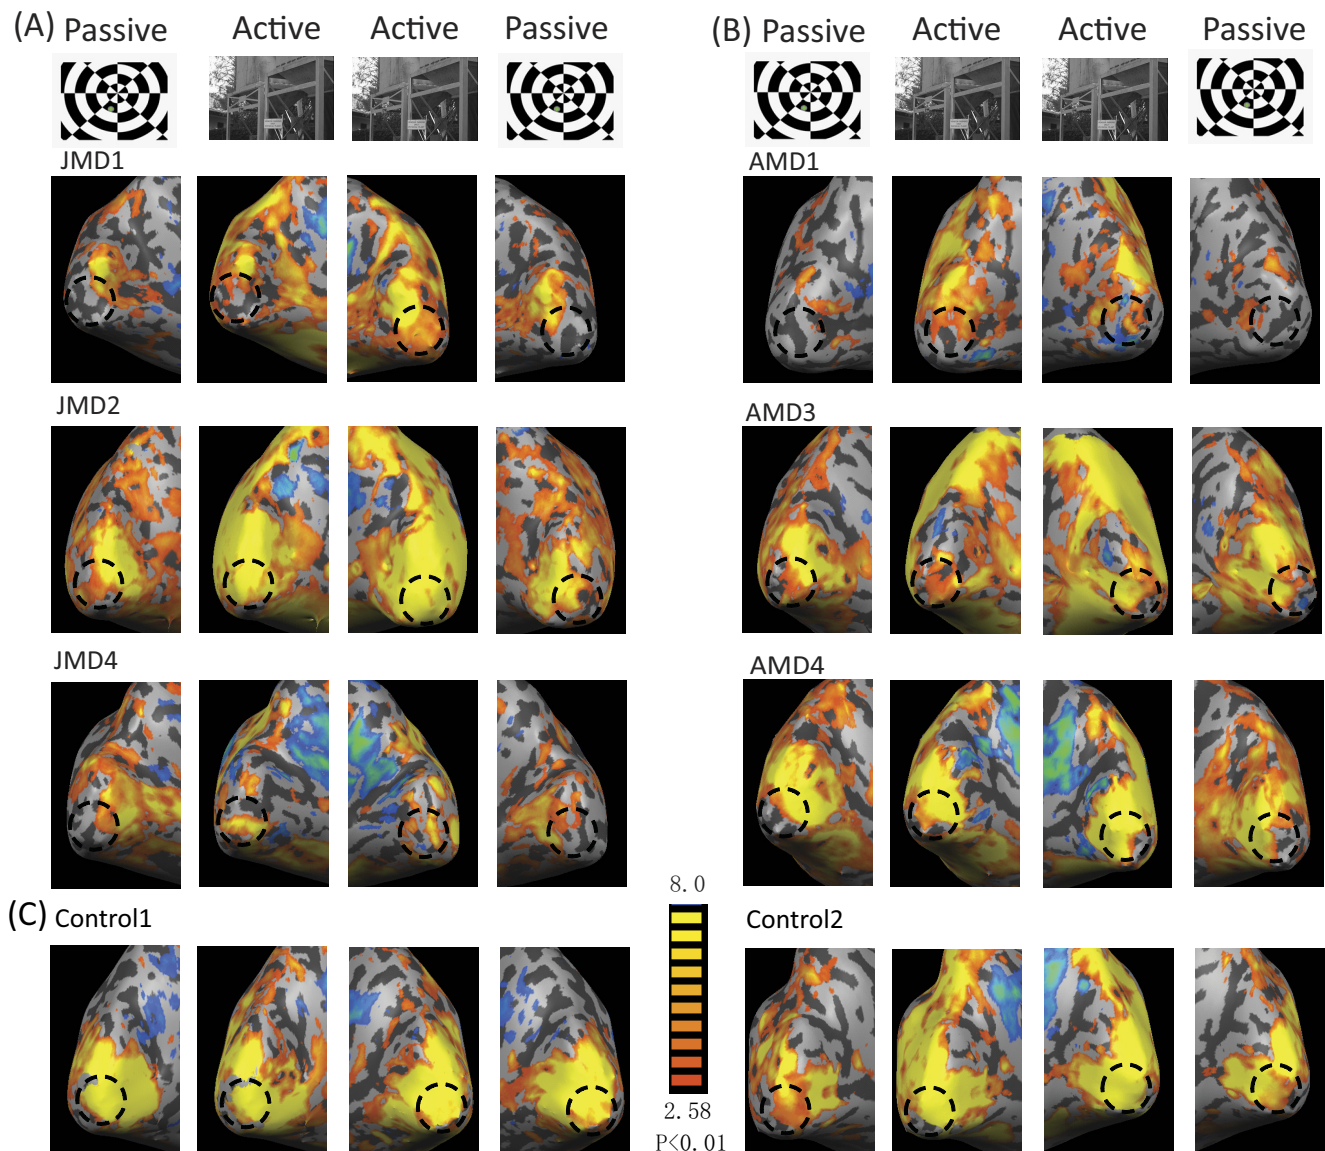 (A) Passive Active Active Passive (B) Passive Active Active Passive
JMD1 AMD1
JMD2 AMD3
JMD4 AMD4
(C) Control1 8.0 Control2
2.58
P<0.01